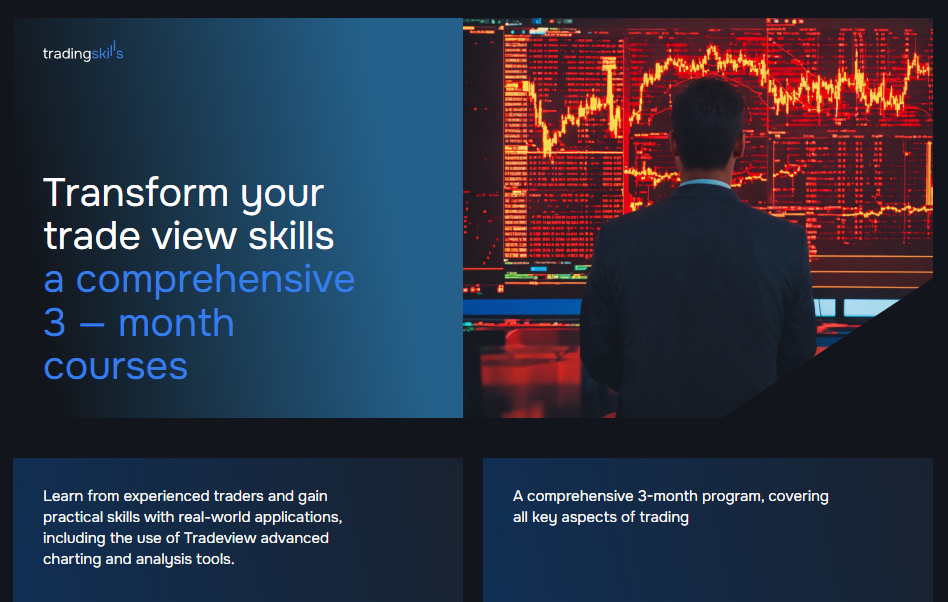 tradingskills
Transform your
trade view skills
a comprehensive
3 – month
courses
Learn from experienced traders and gain
practical skills with real-world applications,
including the use of Tradeview advanced
charting and analysis tools.
A comprehensive 3-month program, covering
all key aspects of trading